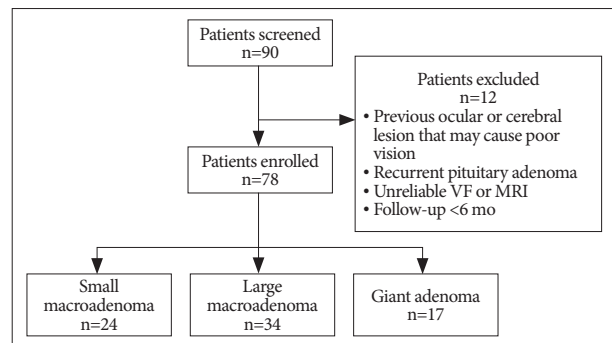 Patients screened
n=90
Patients excluded
n=12
• Previous ocular or cerebral
lesion that may cause poor
vision
• Recurrent pituitary adenoma
• Unreliable VF or MRI
• Follow-up <6 mo
Patients enrolled
n=78
Small
macroadenoma
n=24
Large
macroadenoma
n=34
Giant adenoma
n=17